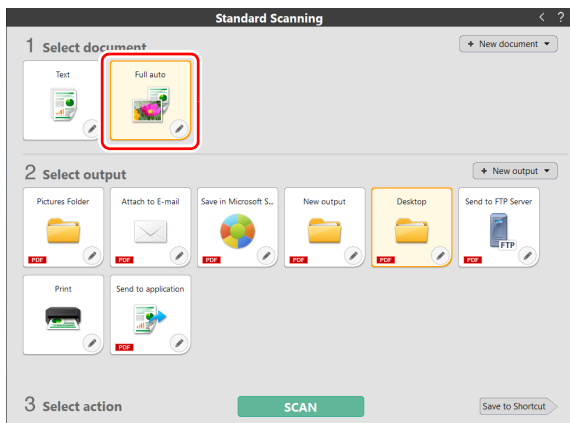 Standard Scanning
< ?
1 Select document
+ New document
Text
Full auto
2 Select output
+ New output
Pictures Folder
Attach to E-mail
Save in Microsoft S...
New output
Desktop
Send to FTP Server
FTP
PDF
PDF
PDF
PDF
PDF
PDF
Print
Send to application
PDF
3 Select action
SCAN
Save to Shortcut